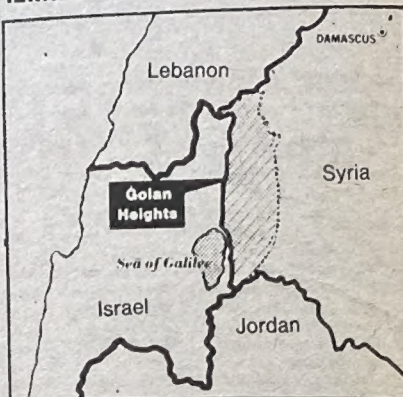 DAMASCUS
Lebanon
Syria
Golan
Heights
Sea of Galilee
Israel
Jordan